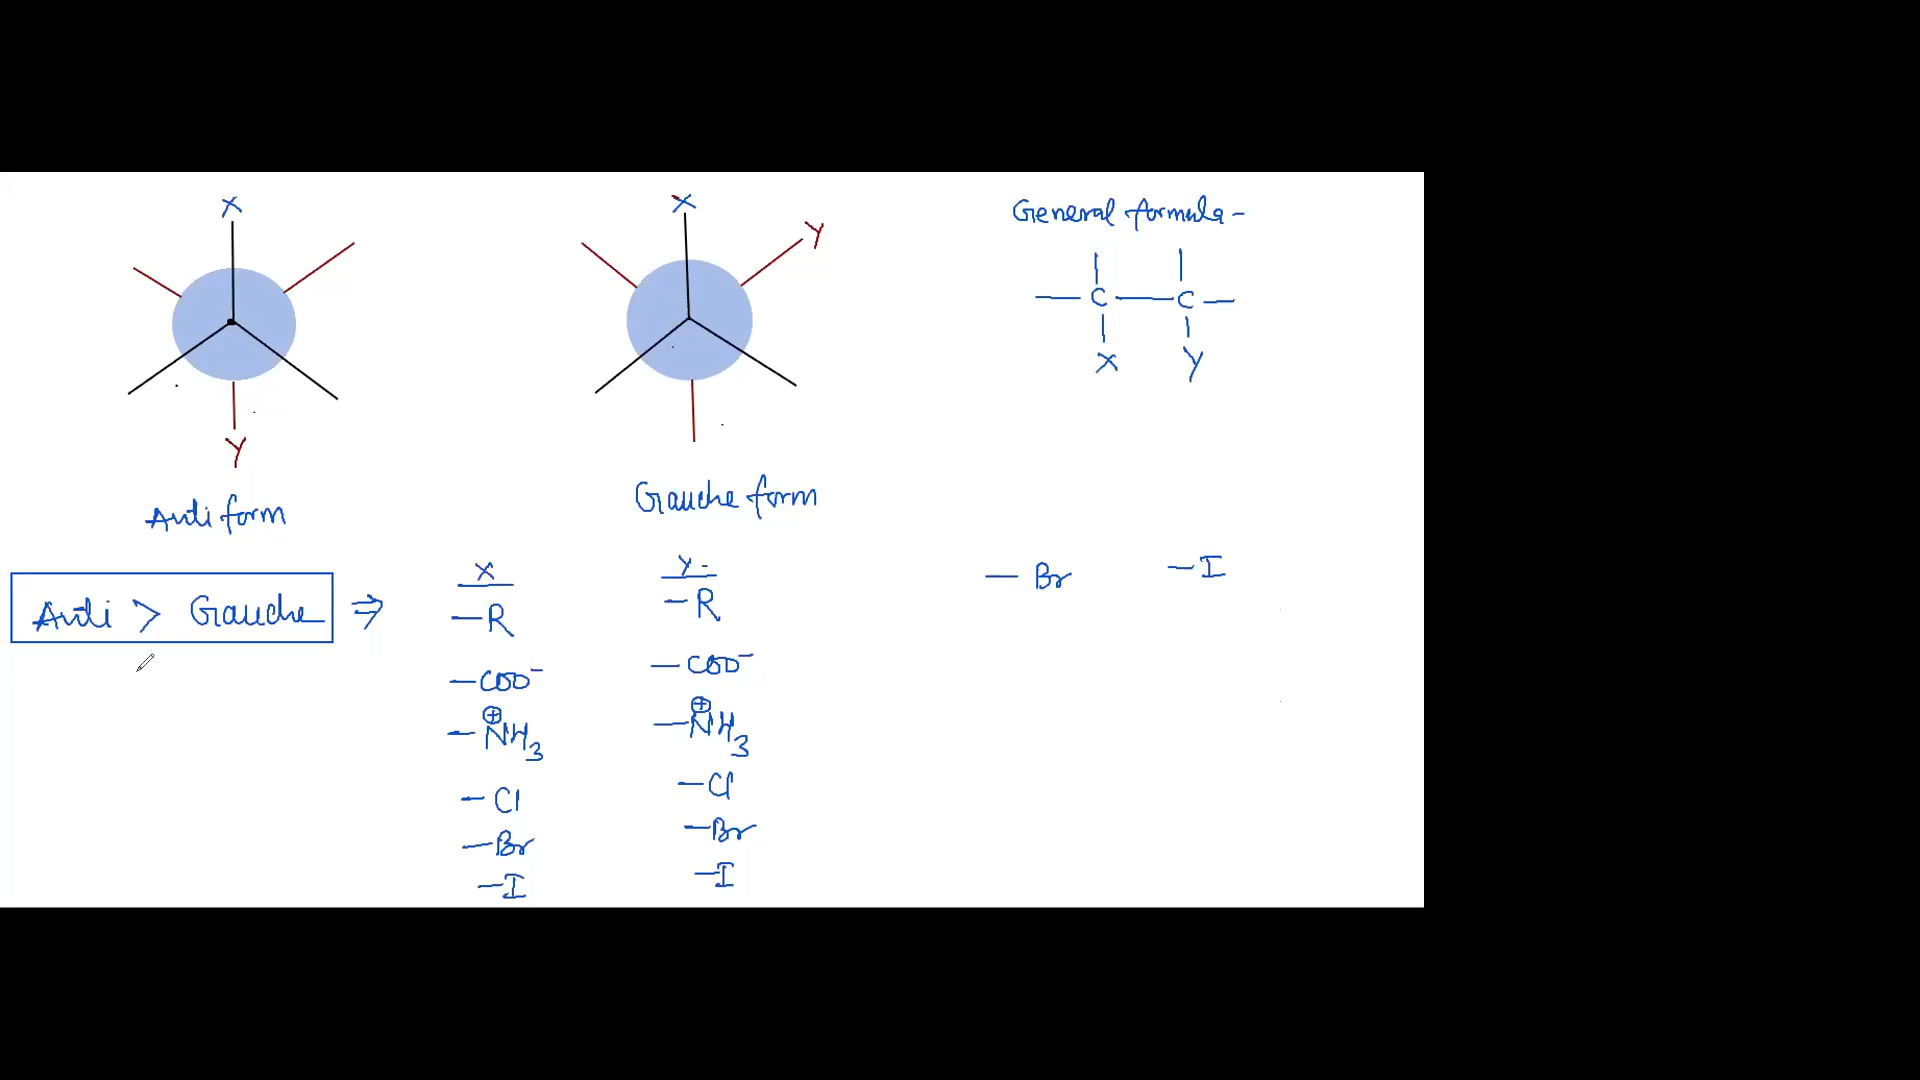 X
Y
Anti form
X
Y
Gauche form
General formula -
C C
X Y
Anti > Gauche ⇒
X Y -
-R -R
-COO⁻ -COO⁻
-⊕NH₃ -⊕NH₃
-Cl -Cl
-Br -Br
-I -I
-Br -I